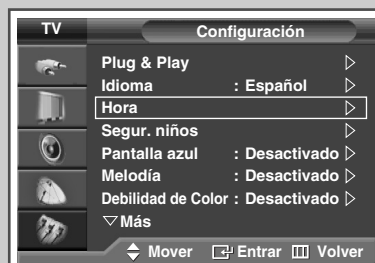 TV Configuración
Plug & Play
Idioma : Español
Hora
Segur. niños
Pantalla azul : Desactivado
Melodía : Desactivado
Debilidad de Color : Desactivado
Más
Mover Entrar Volver